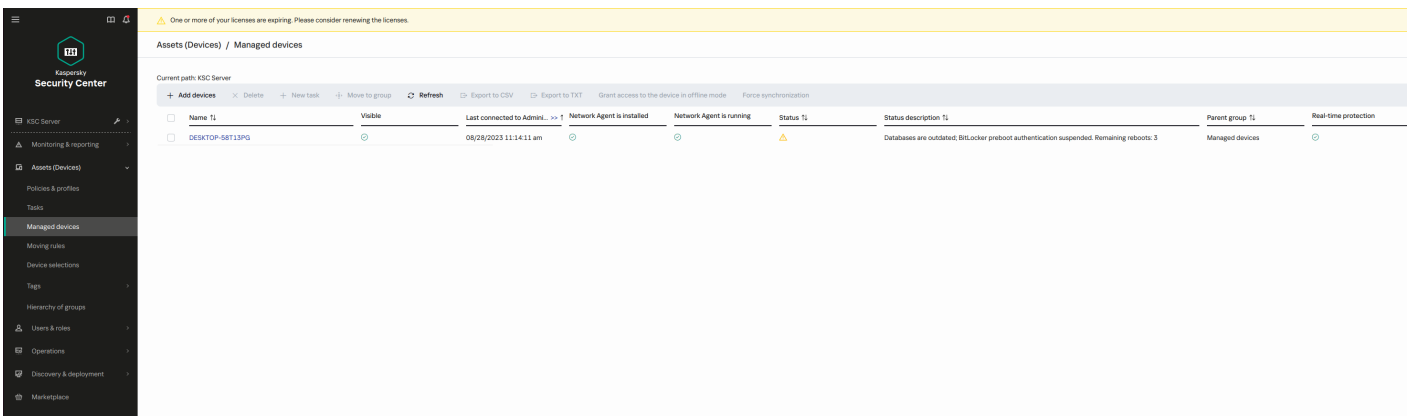 One or more of your licenses are expiring. Please consider renewing the licenses.
Kaspersky
Security Center
KSC Server
Monitoring & reporting
Assets (Devices)
Policies & profiles
Tasks
Managed devices
Moving rules
Device selections
Tags
Hierarchy of groups
Users & roles
Operations
Discovery & deployment
Marketplace
Assets (Devices) / Managed devices
Current path: KSC Server
Add devices Delete New task Move to group Refresh Export to CSV Export to TXT Grant access to the device in offline mode Force synchronization
Name Visible Last connected to Admini... >> Network Agent is installed Network Agent is running Status Status description Parent group Real-time protection
DESKTOP-58T13PG 08/28/2023 11:14:11 am Databases are outdated; BitLocker preboot authentication suspended. Remaining reboots: 3 Managed devices